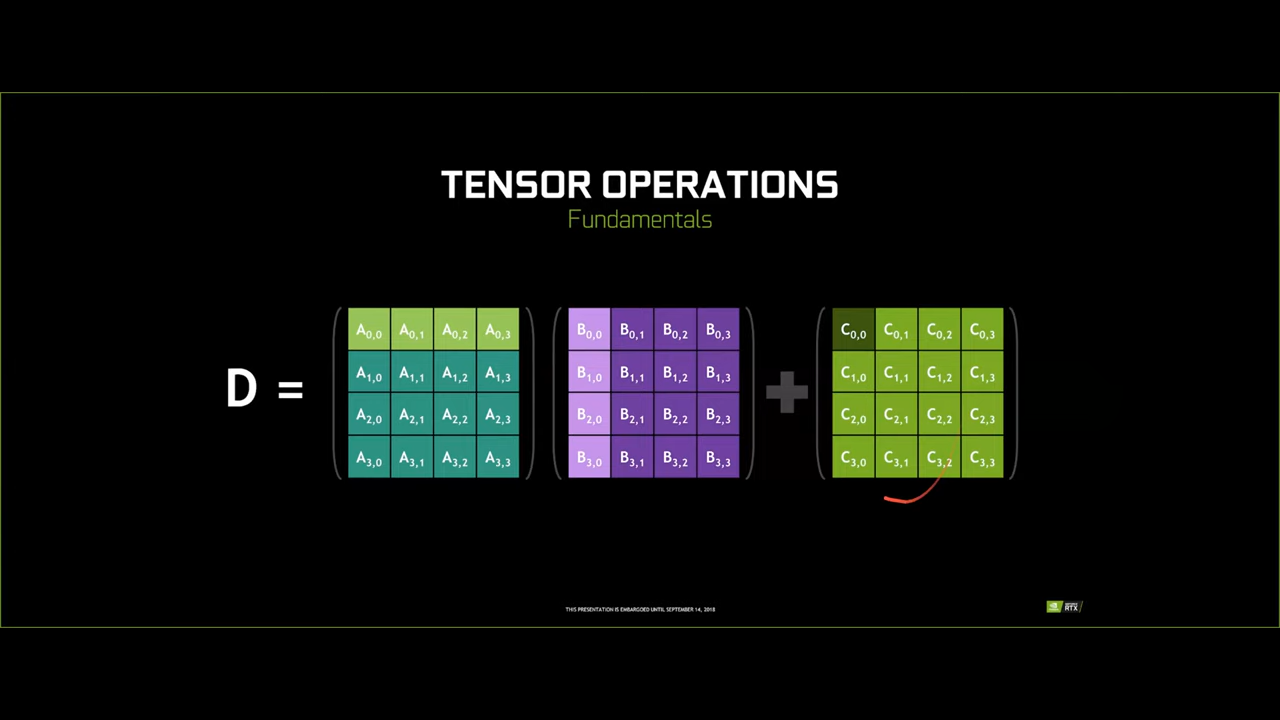 TENSOR OPERATIONS
Fundamentals
A0,0 A0,1 A0,2 A0,3 B0,0 B0,1 B0,2 B0,3 C0,0 C0,1 C0,2 C0,3
A1,0 A1,1 A1,2 A1,3 B1,0 B1,1 B1,2 B1,3 C1,0 C1,1 C1,2 C1,3
D =
A2,0 A2,1 A2,2 A2,3 B2,0 B2,1 B2,2 B2,3 C2,0 C2,1 C2,2 C2,3
A3,0 A3,1 A3,2 A3,3 B3,0 B3,1 B3,2 B3,3 C3,0 C3,1 C3,2 C3,3
THIS PRESENTATION IS EMBARGOED UNTIL SEPTEMBER 14, 2018
RTX